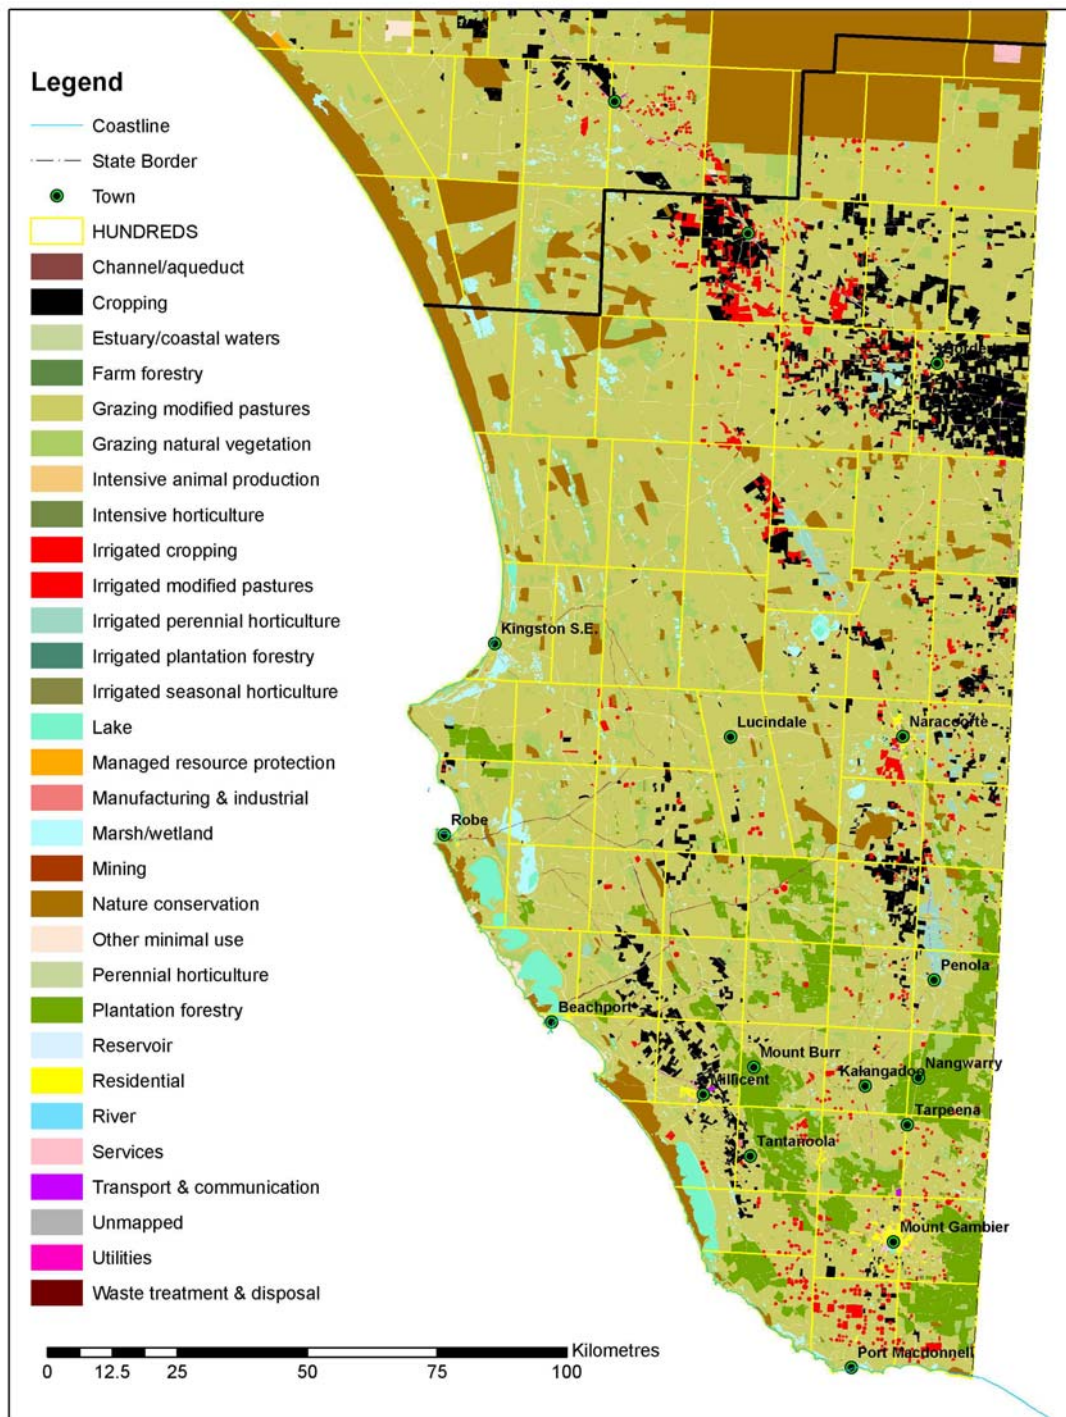 Legend
Coastline
State Border
Town
HUNDREDS
Channel/aqueduct
Cropping
Estuary/coastal waters
Farm forestry
Grazing modified pastures
Grazing natural vegetation
Intensive animal production
Intensive horticulture
Irrigated cropping
Irrigated modified pastures
Irrigated perennial horticulture
Irrigated plantation forestry
Irrigated seasonal horticulture
Lake
Managed resource protection
Manufacturing & industrial
Marsh/wetland
Mining
Nature conservation
Other minimal use
Perennial horticulture
Plantation forestry
Reservoir
Residential
River
Services
Transport & communication
Unmapped
Utilities
Waste treatment & disposal
Kilometres
0 12.5 25 50 75 100
Kingston S.E.
Lucindale
Naracoorte
Robe
Penola
Beachport
Mount Burr
Kalangadoo
Nangwarry
Millicent
Tarpeena
Tantanoola
Mount Gambier
Port Macdonnell